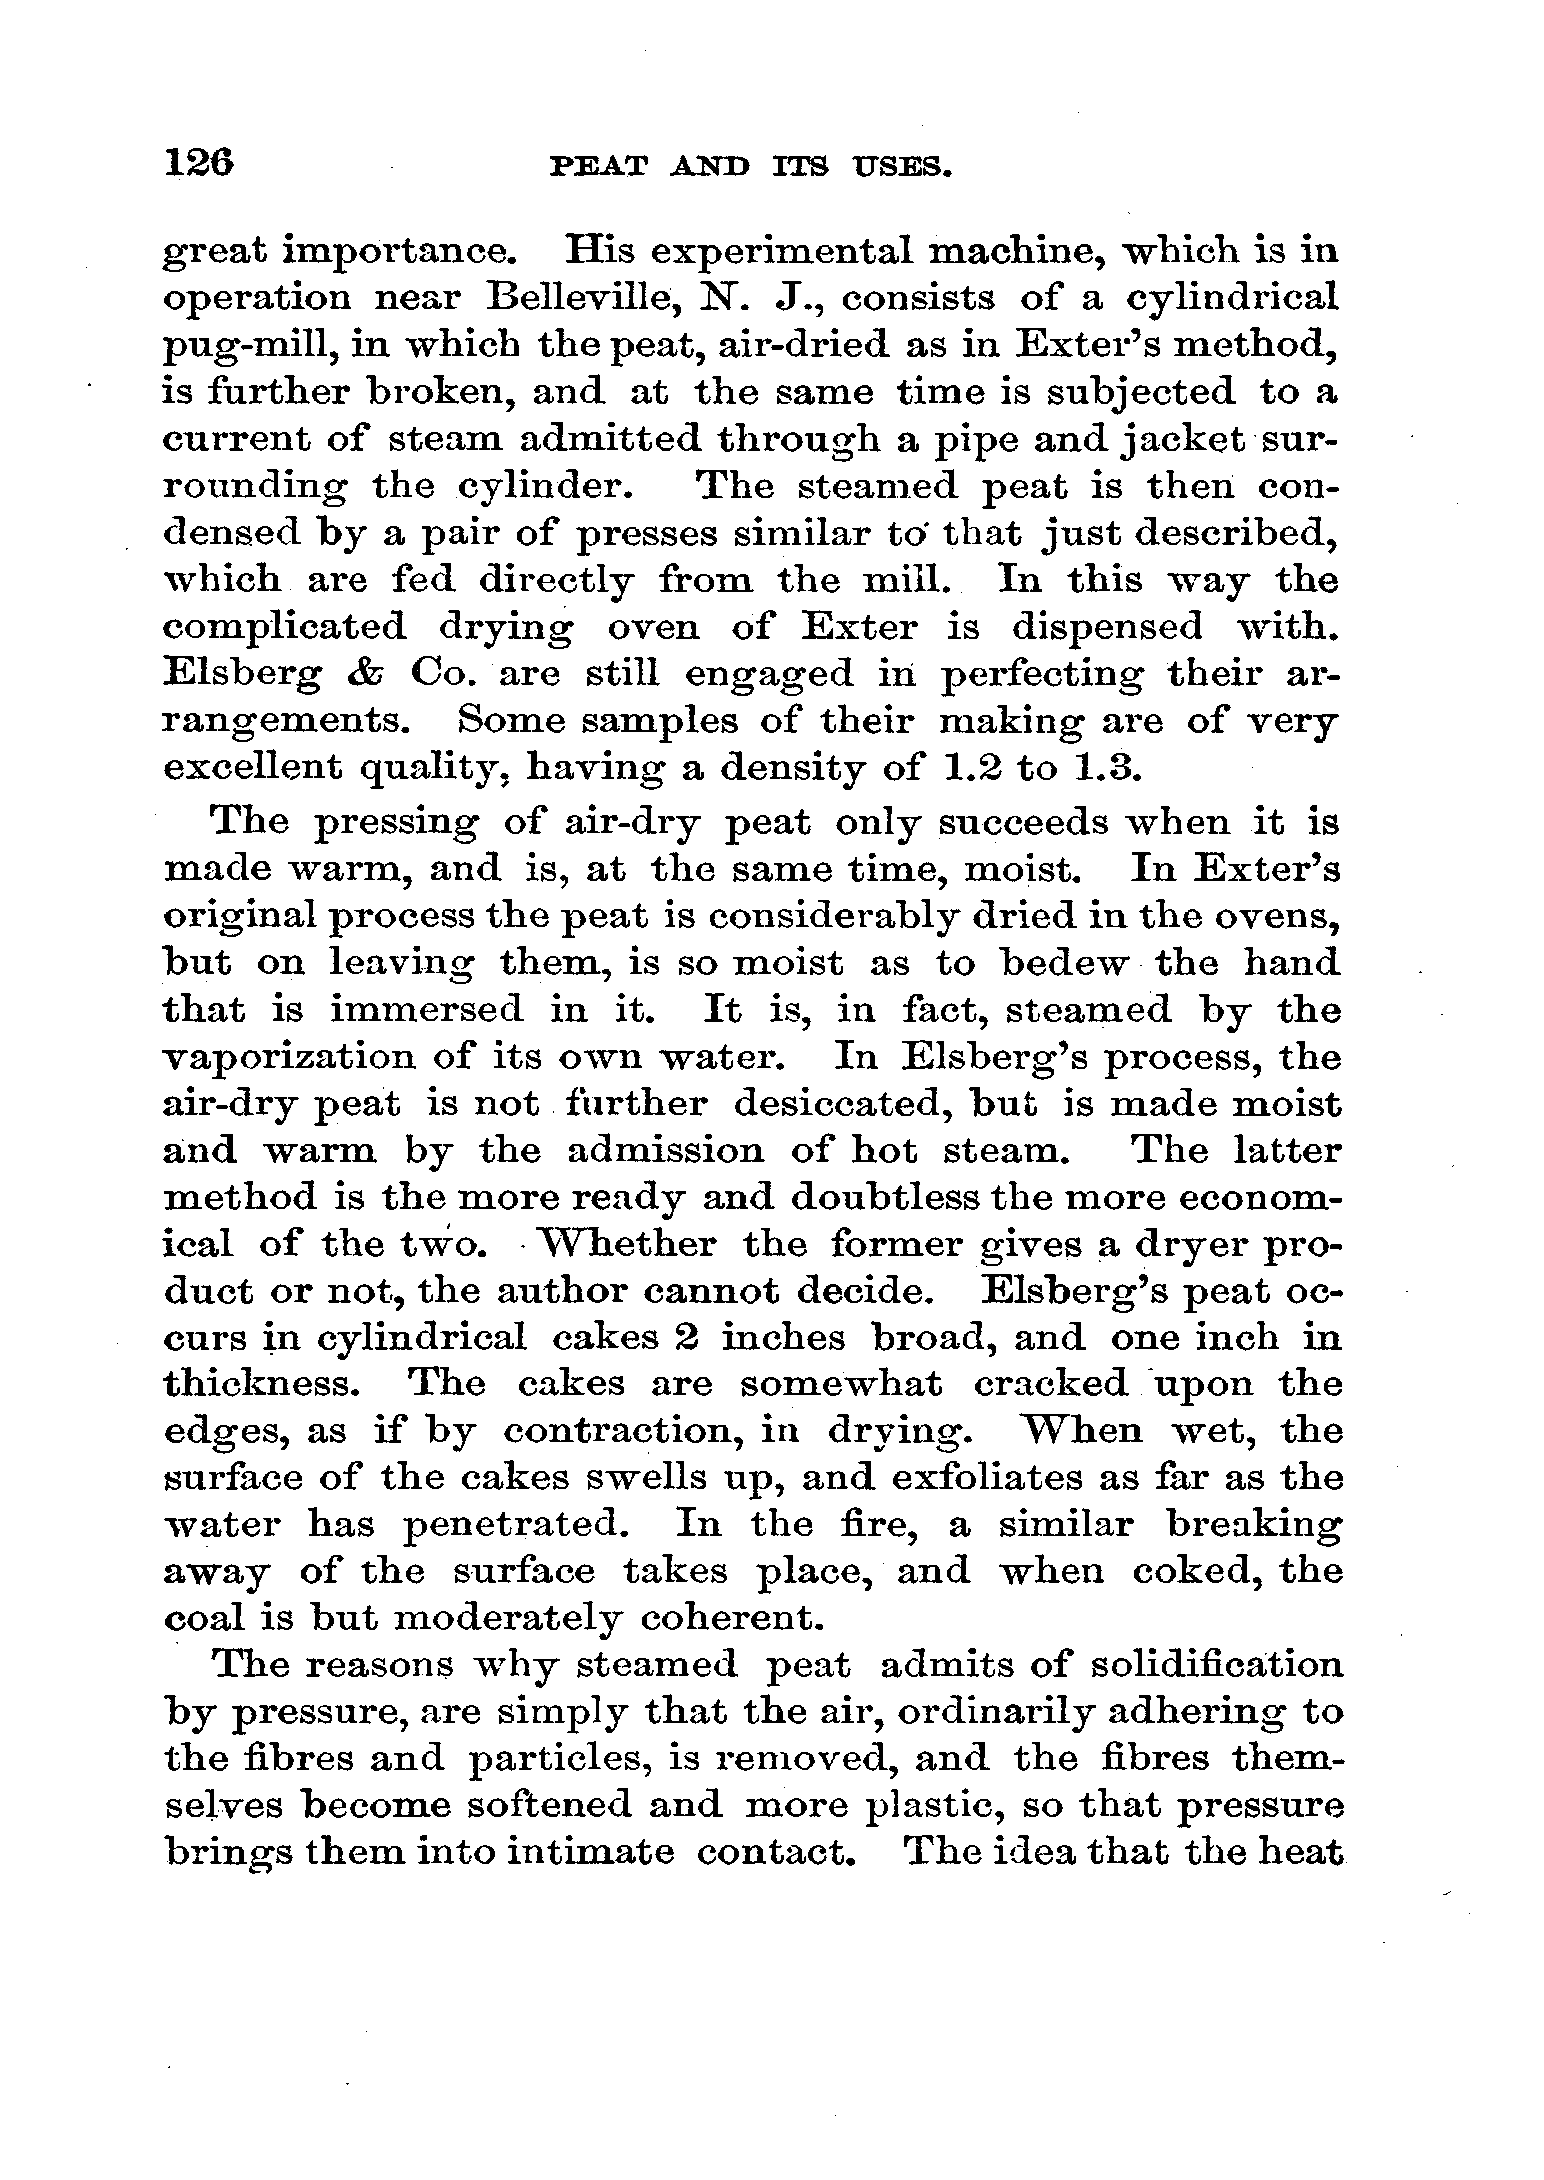 126 PEAT AND ITS USES.
great importance. His experimental machine, which is in
operation near Belleville, N. J., consists of a cylindrical
pug-mill, in which the peat, air-dried as in Exter's method,
is further broken, and at the same time is subjected to a
current of steam admitted through a pipe and jacket sur-
rounding the cylinder. The steamed peat is then con-
densed by a pair of presses similar to that just described,
which are fed directly from the mill. In this way the
complicated drying oven of Exter is dispensed with.
Elsberg & Co. are still engaged in perfecting their ar-
rangements. Some samples of their making are of very
excellent quality, having a density of 1.2 to 1.3.
The pressing of air-dry peat only succeeds when it is
made warm, and is, at the same time, moist. In Exter's
original process the peat is considerably dried in the ovens,
but on leaving them, is so moist as to bedew the hand
that is immersed in it. It is, in fact, steamed by the
vaporization of its own water. In Elsberg's process, the
air-dry peat is not further desiccated, but is made moist
and warm by the admission of hot steam. The latter
method is the more ready and doubtless the more econom-
ical of the two. Whether the former gives a dryer pro-
duct or not, the author cannot decide. Elsberg's peat oc-
curs in cylindrical cakes 2 inches broad, and one inch in
thickness. The cakes are somewhat cracked upon the
edges, as if by contraction, in drying. When wet, the
surface of the cakes swells up, and exfoliates as far as the
water has penetrated. In the fire, a similar breaking
away of the surface takes place, and when coked, the
coal is but moderately coherent.
The reasons why steamed peat admits of solidification
by pressure, are simply that the air, ordinarily adhering to
the fibres and particles, is removed, and the fibres them-
selves become softened and more plastic, so that pressure
brings them into intimate contact. The idea that the heat